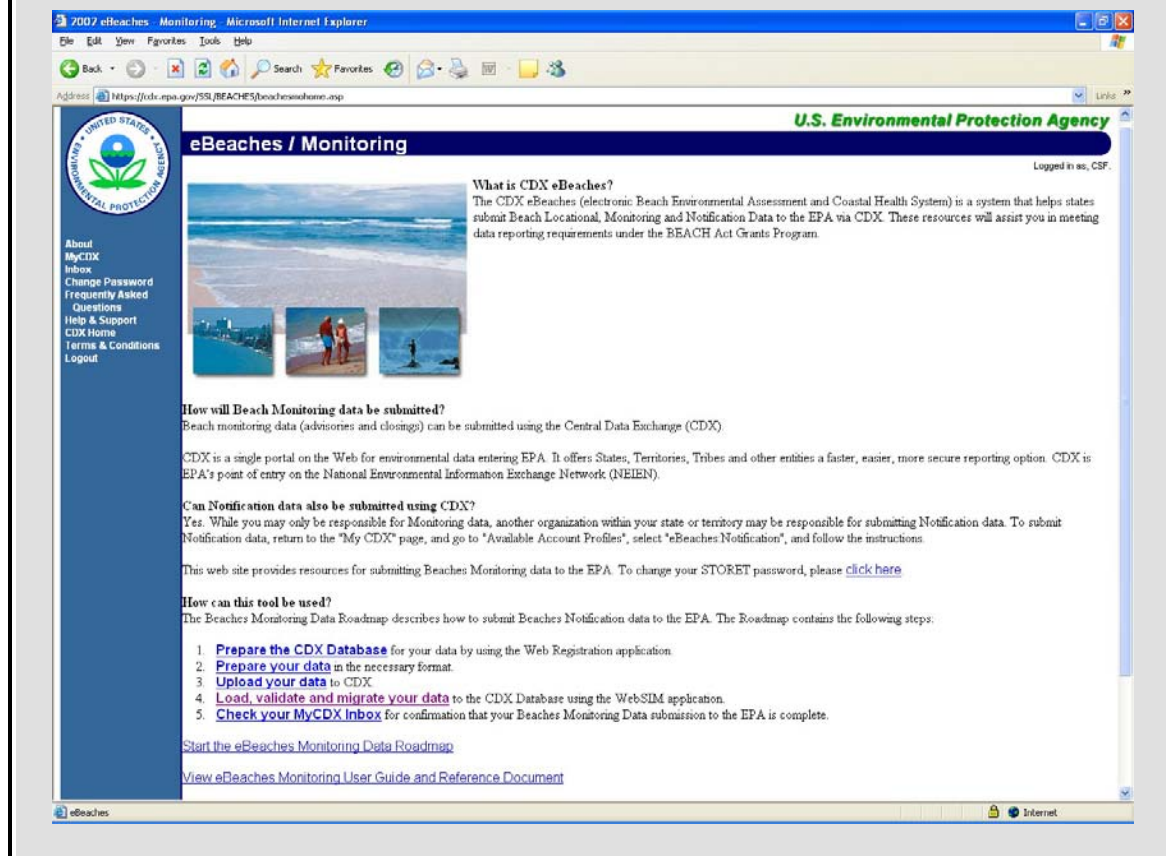 2007 eBeaches - Monitoring - Microsoft Internet Explorer
File Edit View Favorites Tools Help
Back Search Favorites
Address https://cdx.epa.gov/SSL/BEACHES/beachesmohome.asp Links
UNITED STATES ENVIRONMENTAL PROTECTION AGENCY
U.S. Environmental Protection Agency
eBeaches / Monitoring
Logged in as, CSF.
About
MyCDX
Inbox
Change Password
Frequently Asked
Questions
Help & Support
CDX Home
Terms & Conditions
Logout
What is CDX eBeaches?
The CDX eBeaches (electronic Beach Environmental Assessment and Coastal Health System) is a system that helps states
submit Beach Locational, Monitoring and Notification Data to the EPA via CDX. These resources will assist you in meeting
data reporting requirements under the BEACH Act Grants Program.
How will Beach Monitoring data be submitted?
Beach monitoring data (advisories and closings) can be submitted using the Central Data Exchange (CDX).
CDX is a single portal on the Web for environmental data entering EPA. It offers States, Territories, Tribes and other entities a faster, easier, more secure reporting option. CDX is
EPA's point of entry on the National Environmental Information Exchange Network (NEIEN).
Can Notification data also be submitted using CDX?
Yes. While you may only be responsible for Monitoring data, another organization within your state or territory may be responsible for submitting Notification data. To submit
Notification data, return to the "My CDX" page, and go to "Available Account Profiles", select "eBeaches:Notification", and follow the instructions.
This web site provides resources for submitting Beaches Monitoring data to the EPA. To change your STORET password, please click here.
How can this tool be used?
The Beaches Monitoring Data Roadmap describes how to submit Beaches Notification data to the EPA. The Roadmap contains the following steps:
1. Prepare the CDX Database for your data by using the Web Registration application.
2. Prepare your data in the necessary format.
3. Upload your data to CDX.
4. Load, validate and migrate your data to the CDX Database using the WebSIM application.
5. Check your MyCDX Inbox for confirmation that your Beaches Monitoring Data submission to the EPA is complete.
Start the eBeaches Monitoring Data Roadmap
View eBeaches Monitoring User Guide and Reference Document
eBeaches Internet